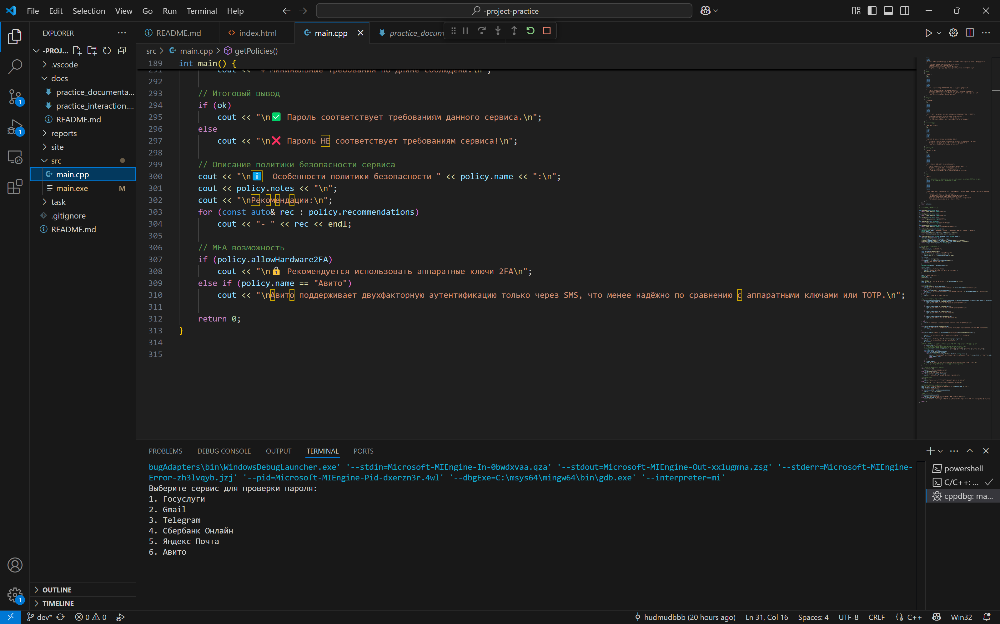 File Edit Selection View Go Run Terminal Help
-project-practice
EXPLORER
README.md
index.html
main.cpp
practice_docum
-PROJ...
.vscode
docs
practice_documenta...
practice_interaction....
README.md
reports
site
src
main.cpp
main.exe M
task
.gitignore
README.md
OUTLINE
TIMELINE
src > main.cpp > getPolicies()
189 int main() {
291 cout << "+ Минимальные требования по длине соблюдены.\n";
292
293 // Итоговый вывод
294 if (ok)
295 cout << "\n✅ Пароль соответствует требованиям данного сервиса.\n";
296 else
297 cout << "\n❌ Пароль НЕ соответствует требованиям сервиса!\n";
298
299 // Описание политики безопасности сервиса
300 cout << "\nℹ️ Особенности политики безопасности " << policy.name << ":\n";
301 cout << policy.notes << "\n";
302 cout << "\nРекомендации:\n";
303 for (const auto& rec : policy.recommendations)
304 cout << "- " << rec << endl;
305
306 // MFA возможность
307 if (policy.allowHardware2FA)
308 cout << "\n🔒 Рекомендуется использовать аппаратные ключи 2FA\n";
309 else if (policy.name == "Авито")
310 cout << "\nАвито поддерживает двухфакторную аутентификацию только через SMS, что менее надёжно по сравнению с аппаратными ключами или TOTP.\n";
311
312 return 0;
313 }
314
315
PROBLEMS DEBUG CONSOLE OUTPUT TERMINAL PORTS
bugAdapters\bin\WindowsDebugLauncher.exe' '--stdin=Microsoft-MIEngine-In-0bwdxvaa.qza' '--stdout=Microsoft-MIEngine-Out-xx1ugmna.zsg' '--stderr=Microsoft-MIEngine-
Error-zh3lvqyb.jzj' '--pid=Microsoft-MIEngine-Pid-dxerzn3r.4wl' '--dbgExe=C:\msys64\mingw64\bin\gdb.exe' '--interpreter=mi'
Выберите сервис для проверки пароля:
1. Госуслуги
2. Gmail
3. Telegram
4. Сбербанк Онлайн
5. Яндекс Почта
6. Авито
powershell
C/C++: ...
cppdbg: ma...
1
1
1
dev* 0 0
hudmudbbb (20 hours ago) Ln 31, Col 16 Spaces: 4 UTF-8 CRLF {} C++ Win32